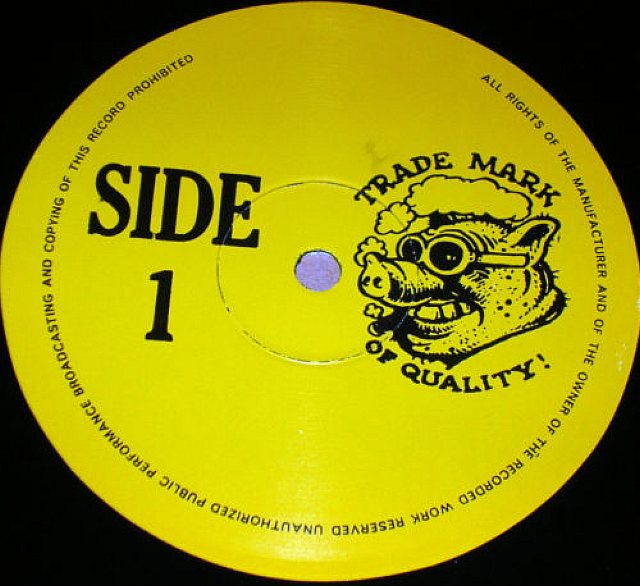 SIDE
1
TRADE MARK
OF QUALITY!
ALL RIGHTS OF THE MANUFACTURER AND OF THE OWNER OF THE RECORDED WORK RESERVED UNAUTHORIZED PUBLIC PERFORMANCE BROADCASTING AND COPYING OF THIS RECORD PROHIBITED